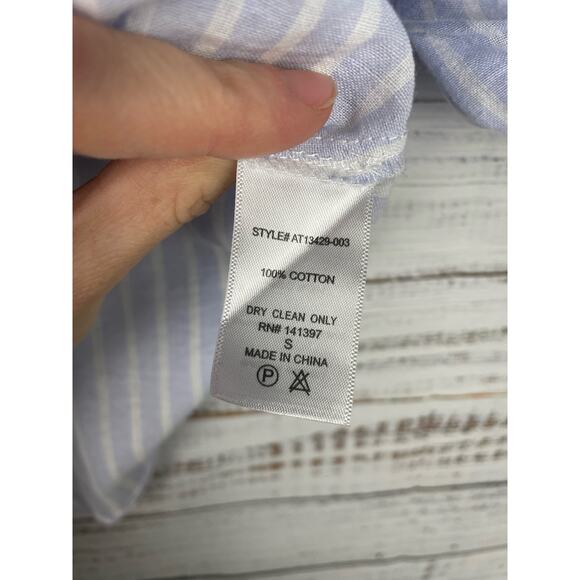 STYLE# AT13429-003
100% COTTON
DRY CLEAN ONLY
RN# 141397
S
MADE IN CHINA
P